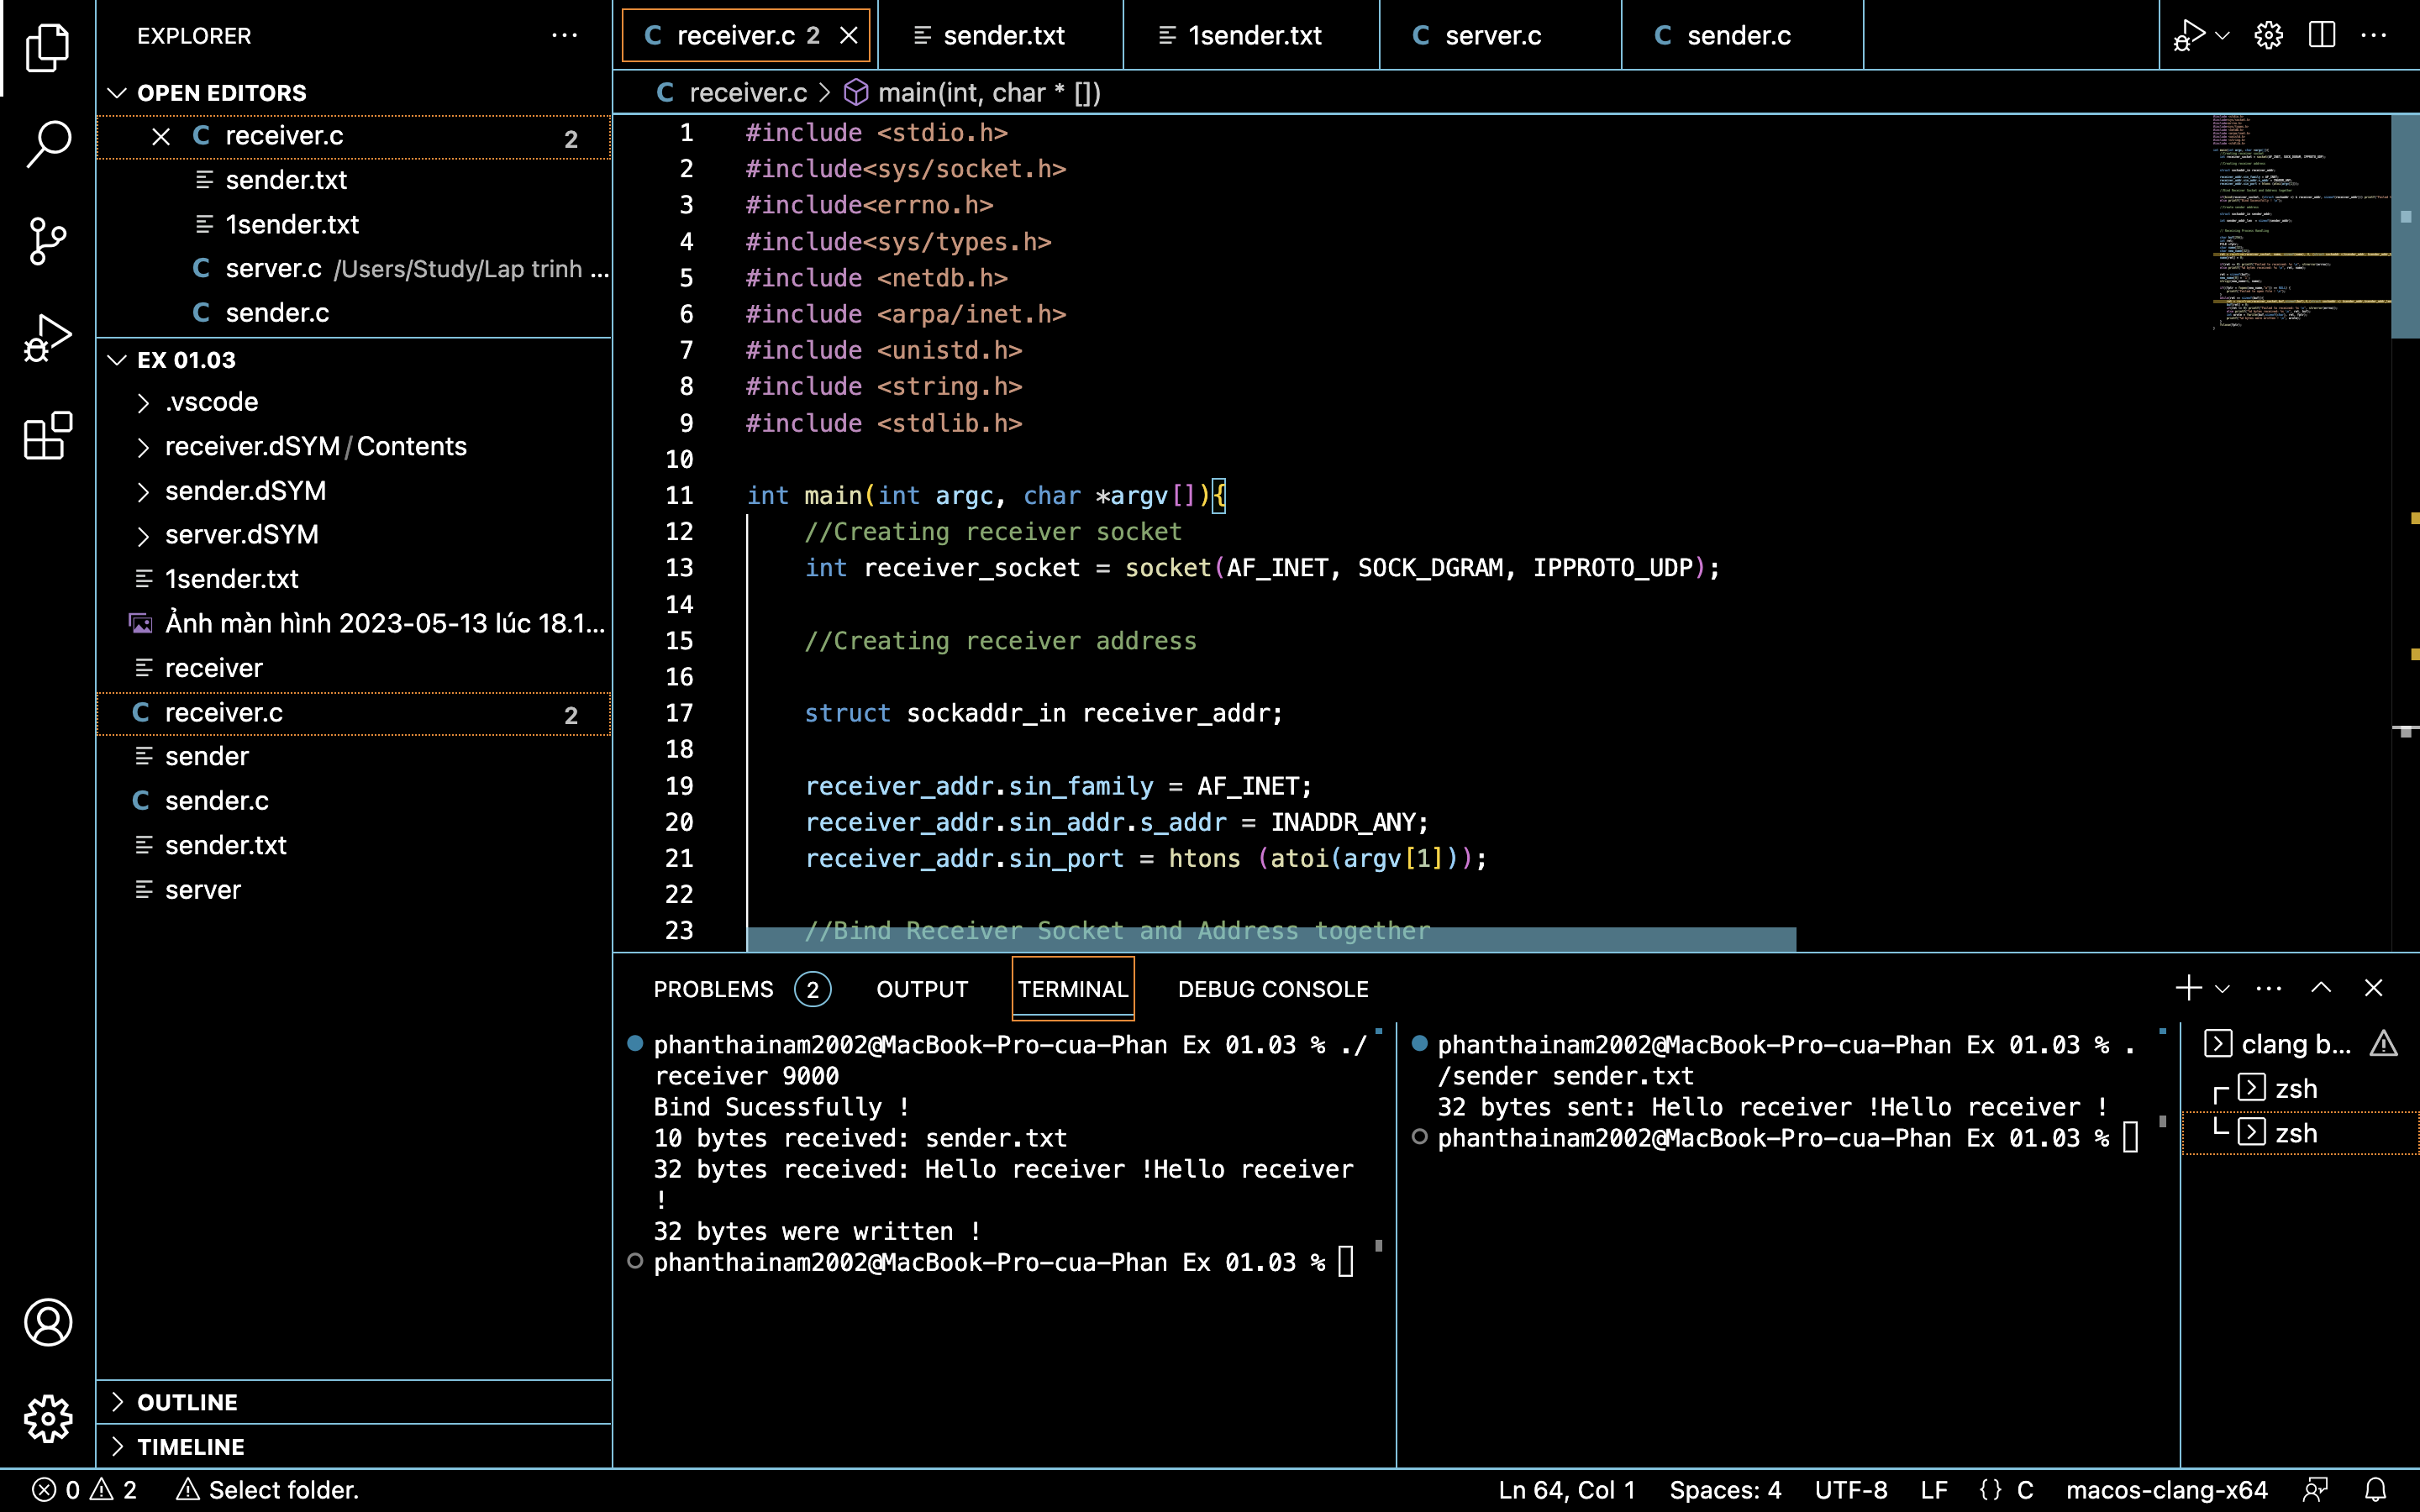 EXPLORER
OPEN EDITORS
receiver.c 2
sender.txt
1sender.txt
server.c /Users/Study/Lap trinh ...
sender.c
EX 01.03
.vscode
receiver.dSYM/Contents
sender.dSYM
server.dSYM
1sender.txt
Ảnh màn hình 2023-05-13 lúc 18.1...
receiver
receiver.c 2
sender
sender.c
sender.txt
server
OUTLINE
TIMELINE
receiver.c 2
sender.txt
1sender.txt
server.c
sender.c
receiver.c > main(int, char * [])
1 #include <stdio.h>
2 #include<sys/socket.h>
3 #include<errno.h>
4 #include<sys/types.h>
5 #include <netdb.h>
6 #include <arpa/inet.h>
7 #include <unistd.h>
8 #include <string.h>
9 #include <stdlib.h>
10
11 int main(int argc, char *argv[]){
12 //Creating receiver socket
13 int receiver_socket = socket(AF_INET, SOCK_DGRAM, IPPROTO_UDP);
14
15 //Creating receiver address
16
17 struct sockaddr_in receiver_addr;
18
19 receiver_addr.sin_family = AF_INET;
20 receiver_addr.sin_addr.s_addr = INADDR_ANY;
21 receiver_addr.sin_port = htons (atoi(argv[1]));
22
23 //Bind Receiver Socket and Address together
PROBLEMS 2 OUTPUT TERMINAL DEBUG CONSOLE
phanthainam2002@MacBook-Pro-cua-Phan Ex 01.03 % ./
receiver 9000
Bind Sucessfully !
10 bytes received: sender.txt
32 bytes received: Hello receiver !Hello receiver
!
32 bytes were written !
phanthainam2002@MacBook-Pro-cua-Phan Ex 01.03 %
phanthainam2002@MacBook-Pro-cua-Phan Ex 01.03 % .
/sender sender.txt
32 bytes sent: Hello receiver !Hello receiver !
phanthainam2002@MacBook-Pro-cua-Phan Ex 01.03 %
clang b...
zsh
zsh
0 2 Select folder.
Ln 64, Col 1 Spaces: 4 UTF-8 LF {} C macos-clang-x64